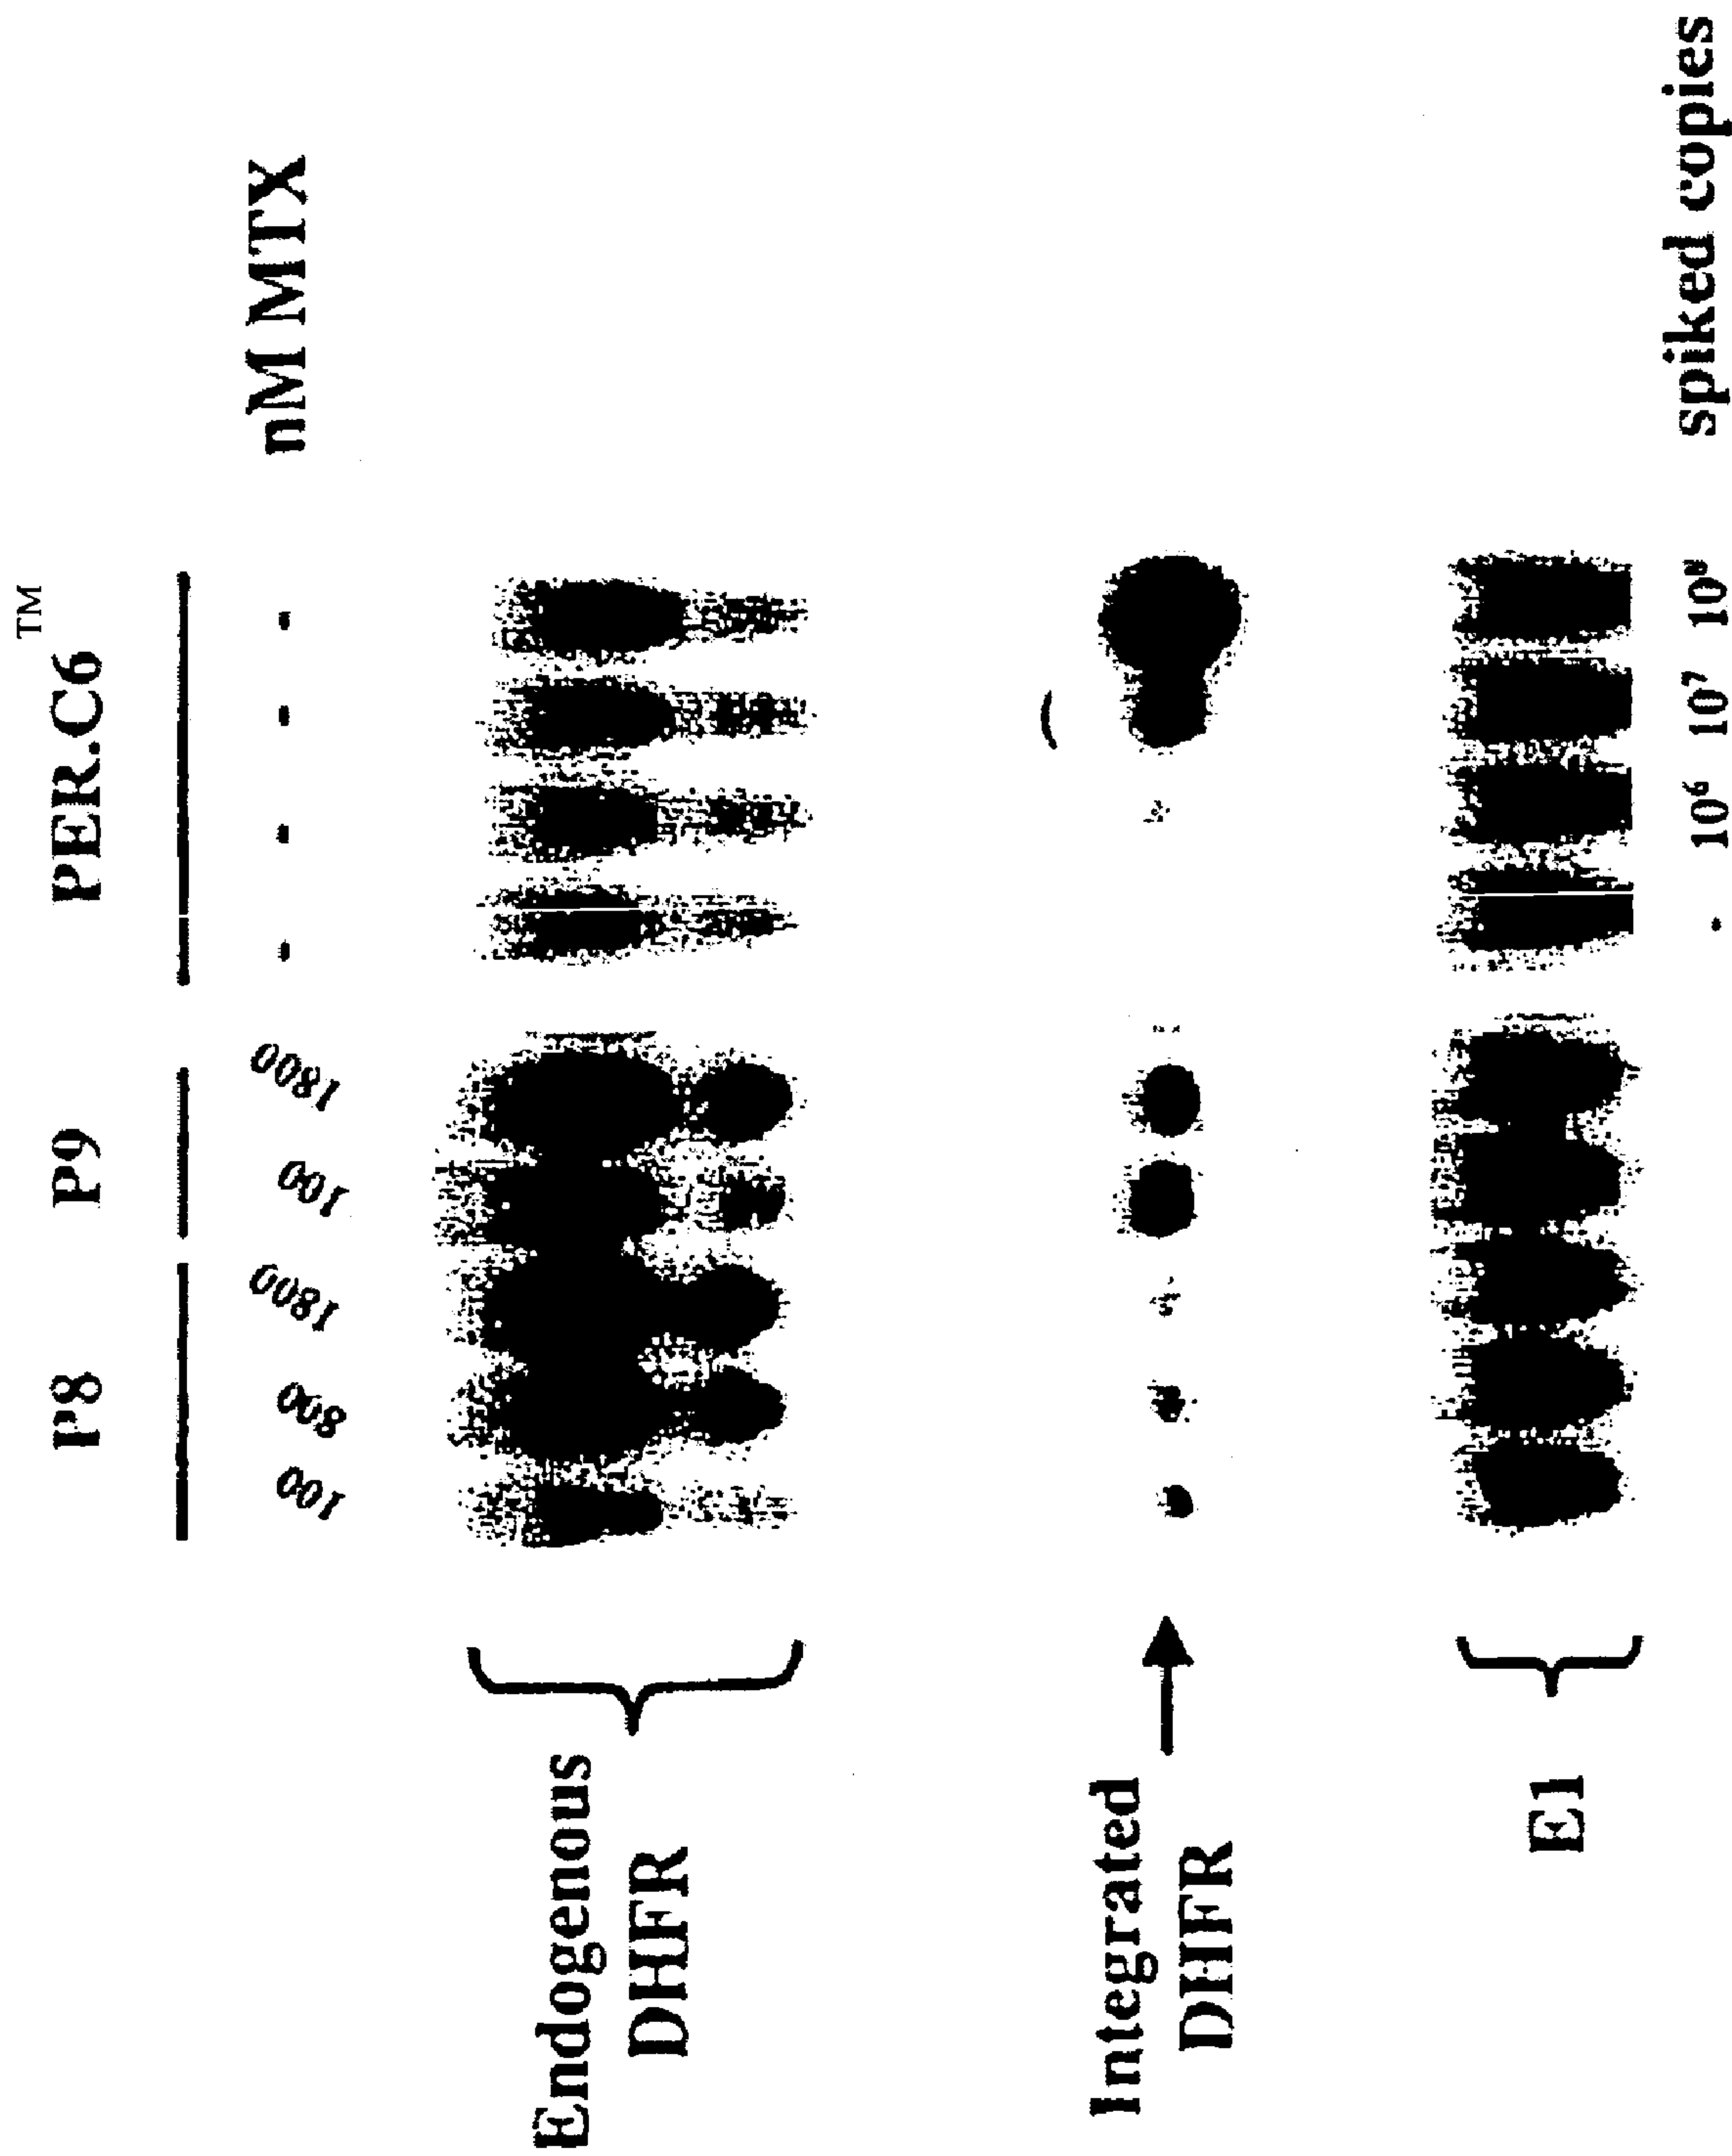 P8 P9 PER.C6™
100 800 1800 100 1800 - - - - nM MTX
Endogenous
DHFR
Integrated
DHFR
E1
- 10⁶ 10⁷ 10⁸ spiked copies